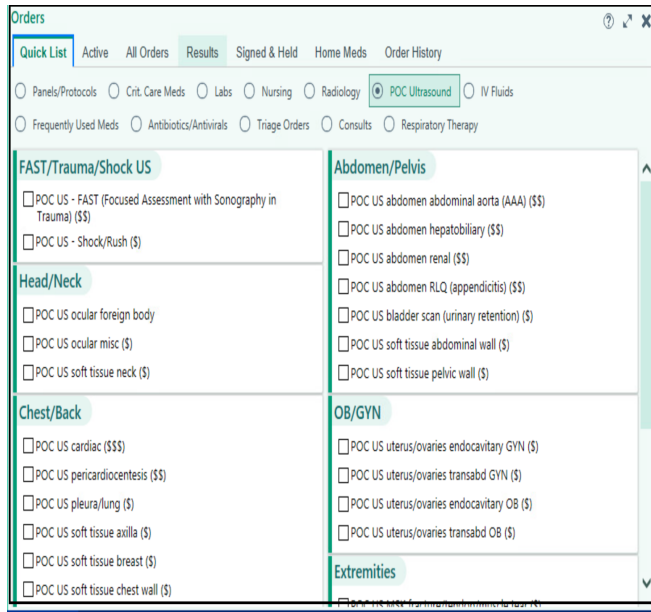 Orders
Quick List Active All Orders Results Signed & Held Home Meds Order History
Panels/Protocols Crit. Care Meds Labs Nursing Radiology POC Ultrasound IV Fluids
Frequently Used Meds Antibiotics/Antivirals Triage Orders Consults Respiratory Therapy
FAST/Trauma/Shock US
POC US - FAST (Focused Assessment with Sonography in
Trauma) ($$)
POC US - Shock/Rush ($)
Head/Neck
POC US ocular foreign body
POC US ocular misc ($)
POC US soft tissue neck ($)
Chest/Back
POC US cardiac ($$$)
POC US pericardiocentesis ($$)
POC US pleura/lung ($)
POC US soft tissue axilla ($)
POC US soft tissue breast ($)
POC US soft tissue chest wall ($)
Abdomen/Pelvis
POC US abdomen abdominal aorta (AAA) ($$)
POC US abdomen hepatobiliary ($$)
POC US abdomen renal ($$)
POC US abdomen RLQ (appendicitis) ($$)
POC US bladder scan (urinary retention) ($)
POC US soft tissue abdominal wall ($)
POC US soft tissue pelvic wall ($)
OB/GYN
POC US uterus/ovaries endocavitary GYN ($)
POC US uterus/ovaries transabd GYN ($)
POC US uterus/ovaries endocavitary OB ($)
POC US uterus/ovaries transabd OB ($)
Extremities